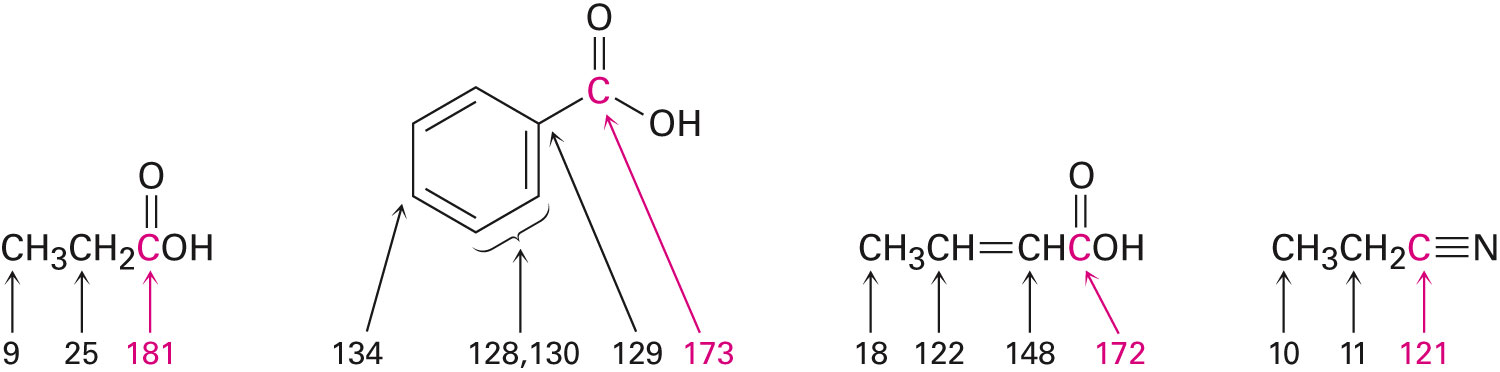 O
C
OH
O
CH3CH2COH
O
CH3CH=CHCOH
CH3CH2C≡N
9 25 181
134 128,130 129 173
18 122 148 172
10 11 121